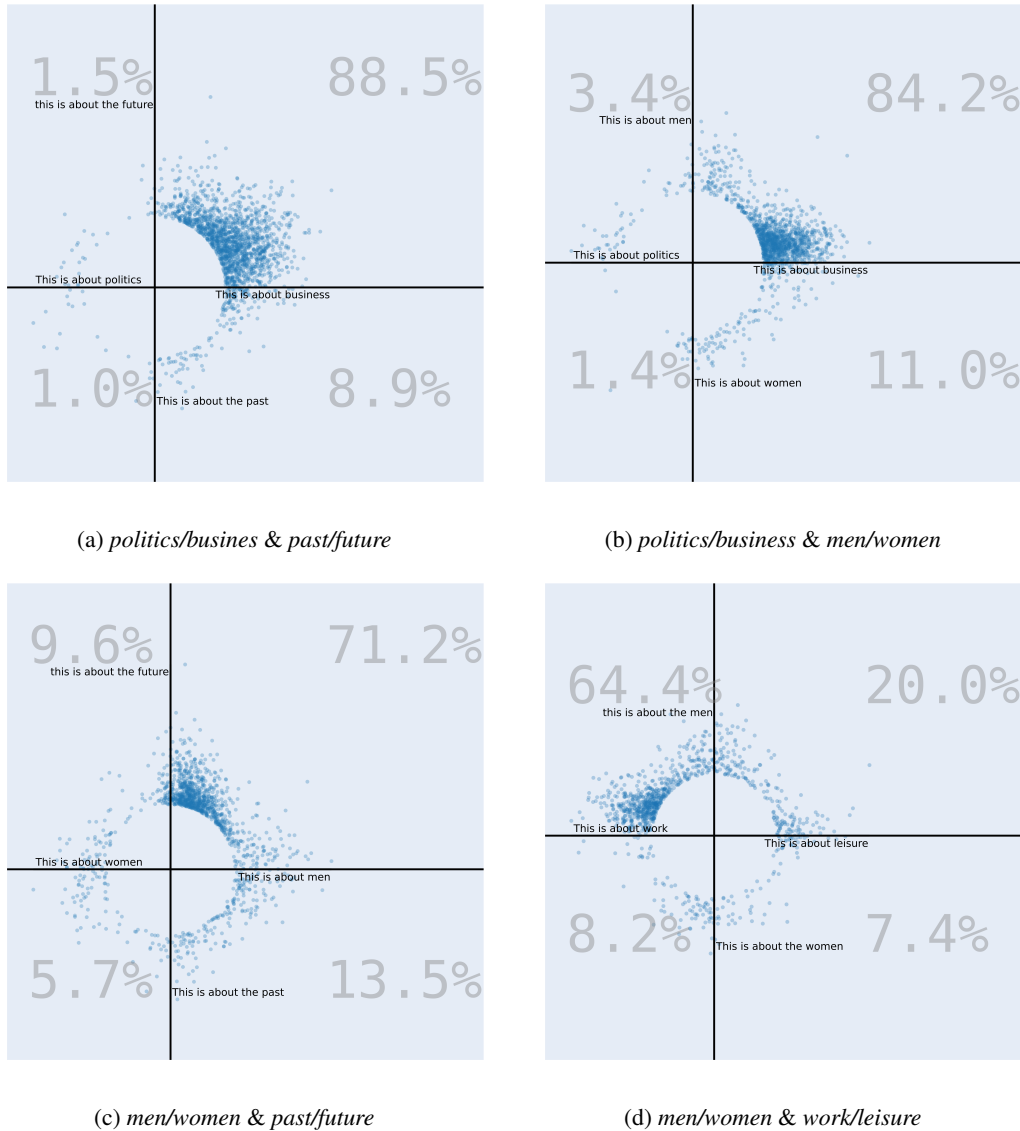 1.5% 88.5%
this is about the future
This is about politics
This is about business
1.0% 8.9%
This is about the past
(a) politics/busines & past/future
3.4% 84.2%
This is about men
This is about politics
This is about business
1.4% 11.0%
This is about women
(b) politics/business & men/women
9.6% 71.2%
this is about the future
This is about women
This is about men
5.7% 13.5%
This is about the past
(c) men/women & past/future
64.4% 20.0%
this is about the men
This is about work
This is about leisure
8.2% 7.4%
This is about the women
(d) men/women & work/leisure